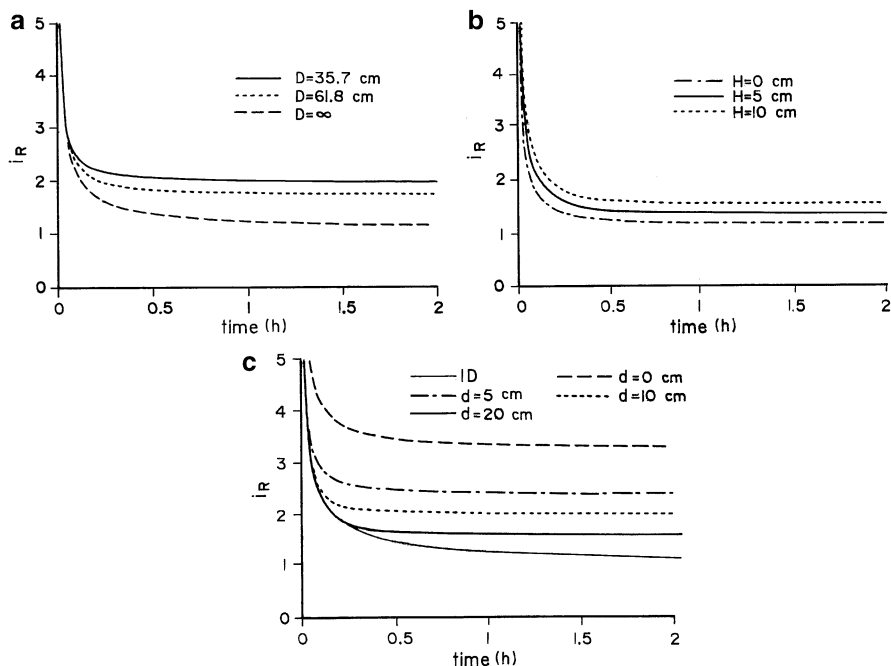 a
5
4
3
2
1
0
i_R
D=35.7 cm
D=61.8 cm
D=∞
0
0.5
1
1.5
2
time (h)
b
5
4
3
2
1
0
i_R
H=0 cm
H=5 cm
H=10 cm
0
0.5
1
1.5
2
time (h)
c
5
4
3
2
1
0
i_R
1D
d=0 cm
d=5 cm
d=10 cm
d=20 cm
0
0.5
1
1.5
2
time (h)